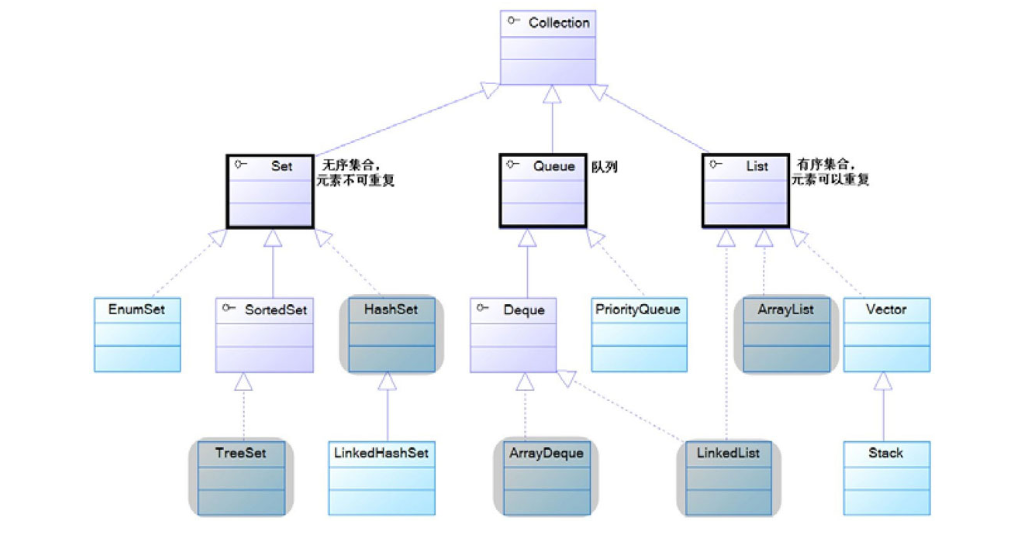 Collection
Set
无序集合，
元素不可重复
Queue
队列
List
有序集合，
元素可以重复
EnumSet
SortedSet
HashSet
Deque
PriorityQueue
ArrayList
Vector
TreeSet
LinkedHashSet
ArrayDeque
LinkedList
Stack